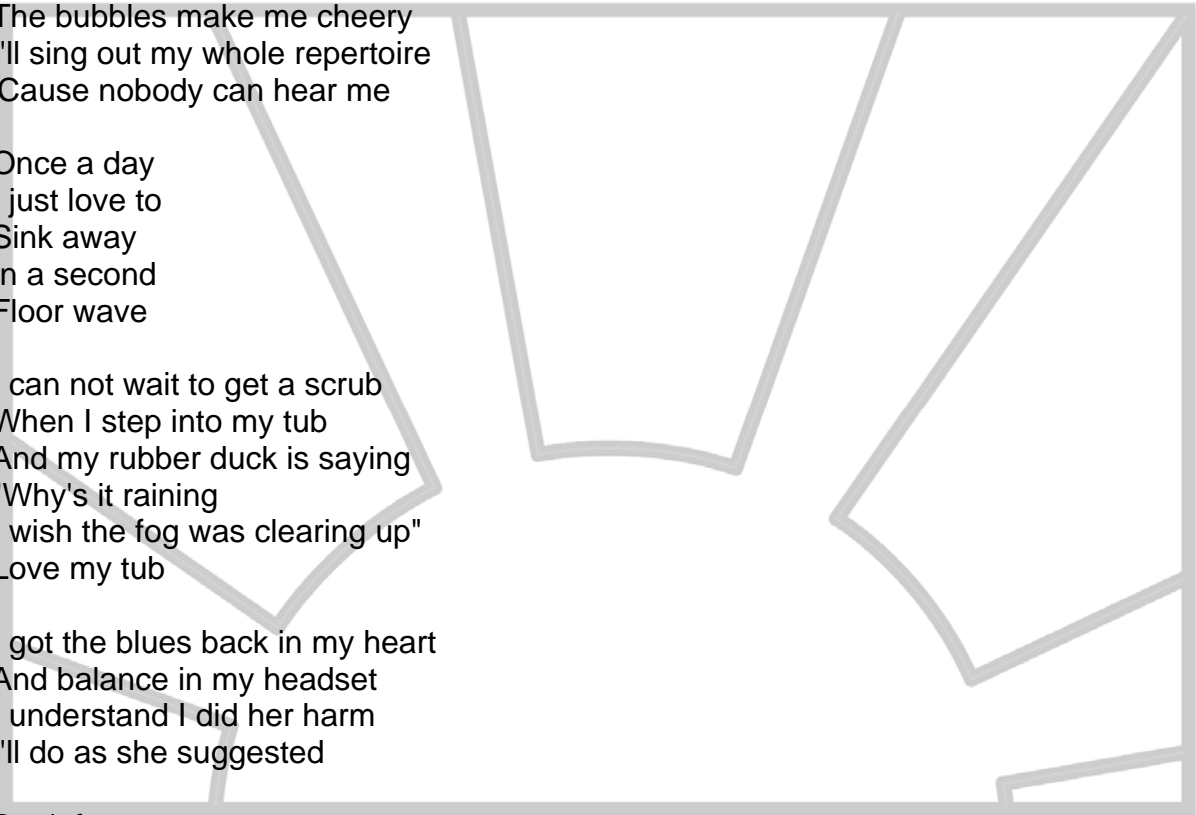 The bubbles make me cheery
'll sing out my whole repertoire
Cause nobody can hear me
Once a day
just love to
Sink away
n a second
Floor wave
can not wait to get a scrub
When I step into my tub
And my rubber duck is saying
"Why's it raining
wish the fog was clearing up"
Love my tub
got the blues back in my heart
And balance in my headset
understand I did her harm
'll do as she suggested